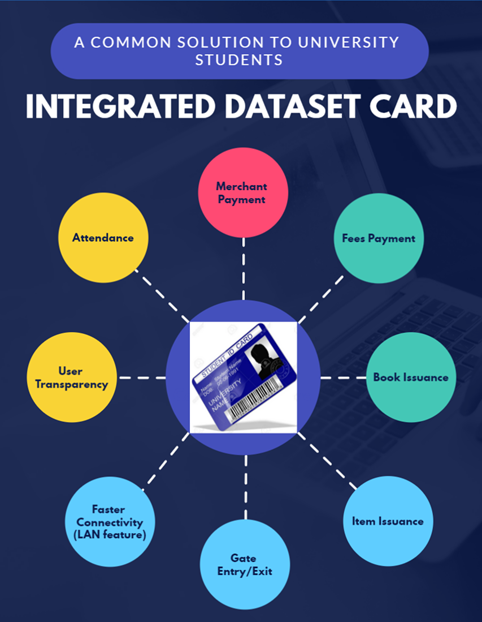 A COMMON SOLUTION TO UNIVERSITY
STUDENTS
INTEGRATED DATASET CARD
Merchant
Payment
Attendance
Fees Payment
STUDENT ID CARD
UNIVERSITY
NAME
User
Transparency
Book Issuance
Faster
Connectivity
(LAN feature)
Item Issuance
Gate
Entry/Exit